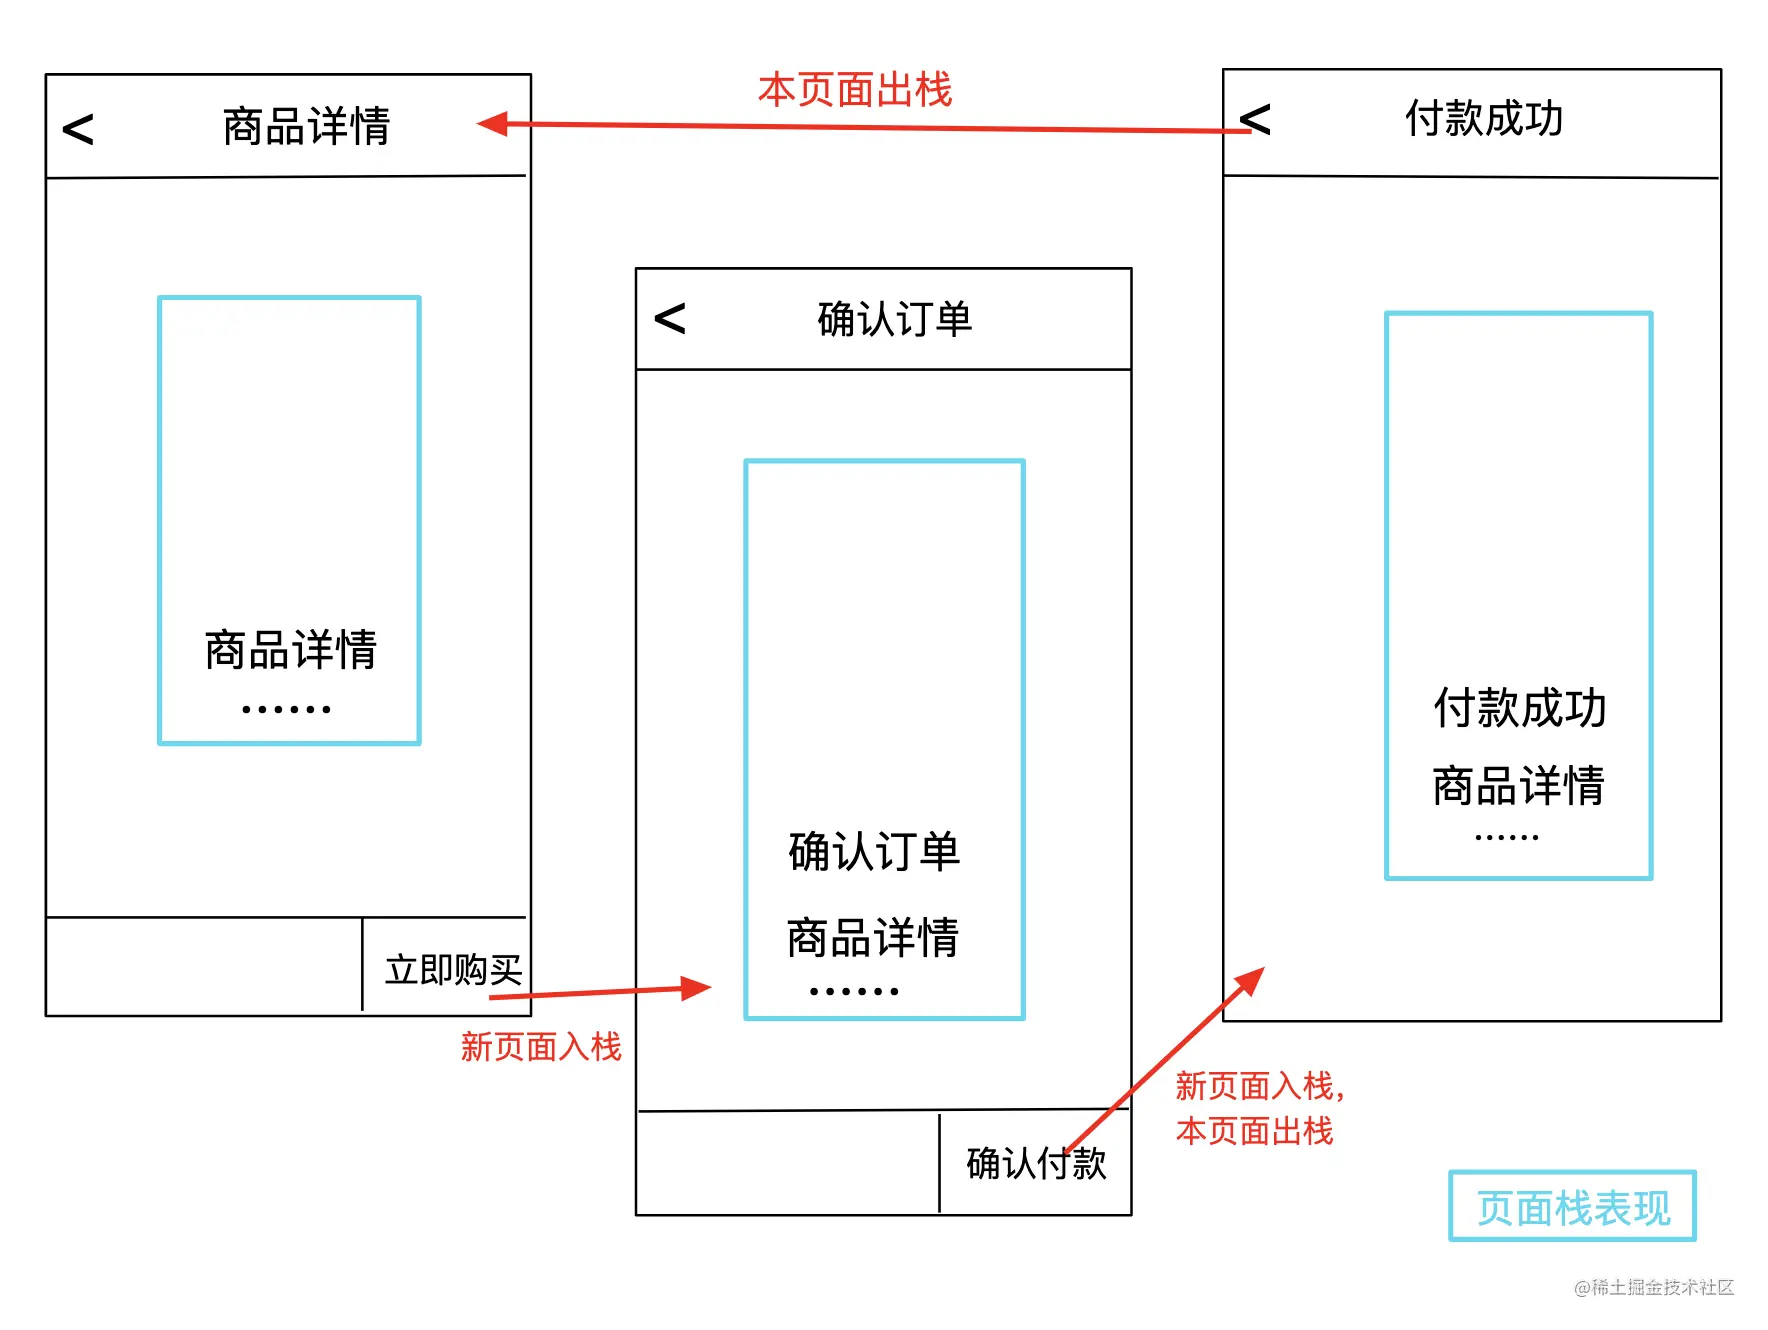 本页面出栈
< 商品详情
商品详情
......
立即购买
新页面入栈
< 确认订单
确认订单
商品详情
......
确认付款
新页面入栈,
本页面出栈
< 付款成功
付款成功
商品详情
......
页面栈表现
@稀土掘金技术社区